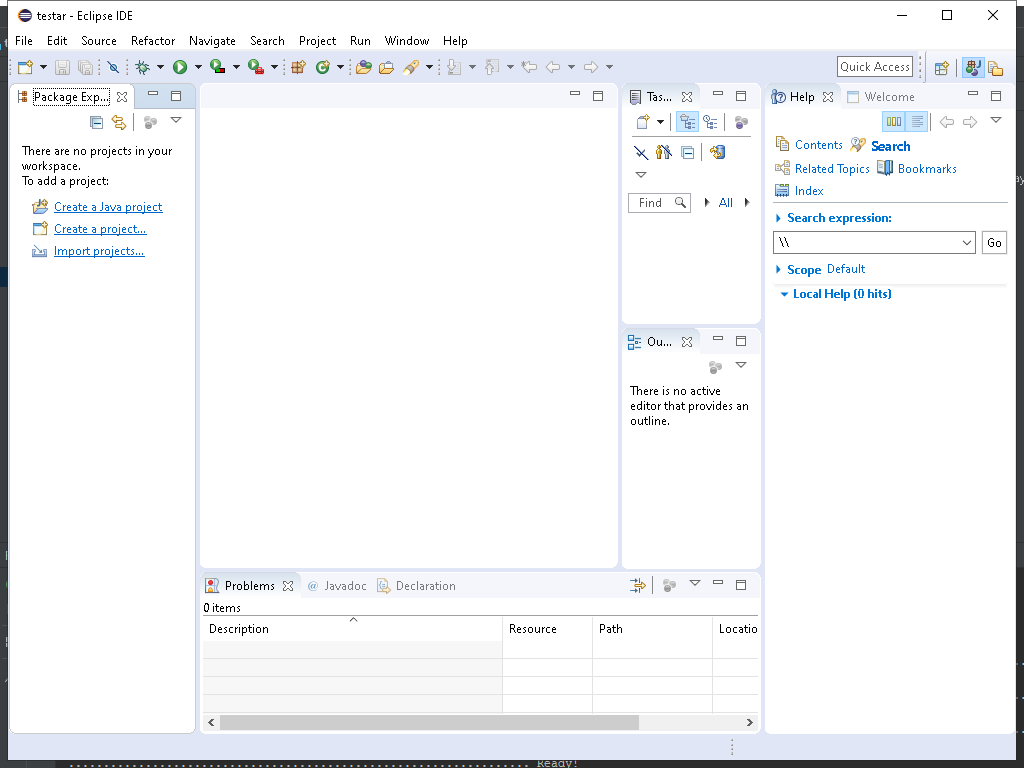 testar - Eclipse IDE
File Edit Source Refactor Navigate Search Project Run Window Help
Quick Access
Package Exp...
There are no projects in your
workspace.
To add a project:
Create a Java project
Create a project...
Import projects...
Tas...
Find
All
Ou...
There is no active
editor that provides an
outline.
Help Welcome
Contents Search
Related Topics Bookmarks
Index
Search expression:
\\ Go
Scope Default
Local Help (0 hits)
Problems @ Javadoc Declaration
0 items
Description Resource Path Locatio
Ready!